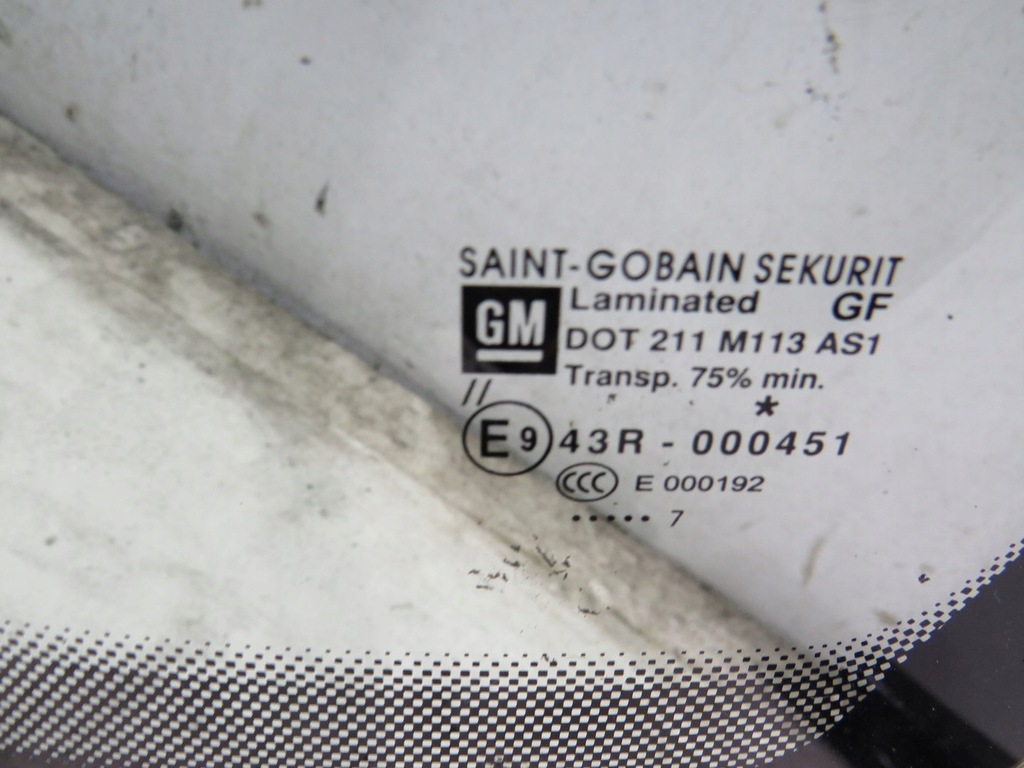 SAINT-GOBAIN SEKURIT
GM Laminated GF
DOT 211 M113 AS1
Transp. 75% min.
// *
E9 43R - 000451
CCC E 000192
..... 7